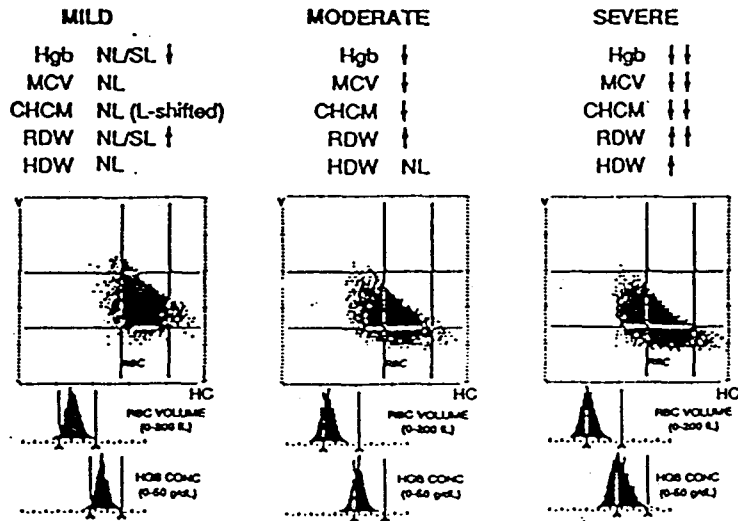 MILD
Hgb NL/SL ↓
MCV NL
CHCM NL (L-shifted)
RDW NL/SL ↑
HDW NL
V
RBC
HC
RBC VOLUME
(0-200 fL)
HGB CONC
(0-50 g/dL)
MODERATE
Hgb ↓
MCV ↓
CHCM ↓
RDW ↑
HDW NL
RBC
HC
RBC VOLUME
(0-200 fL)
HGB CONC
(0-50 g/dL)
SEVERE
Hgb ↓↓
MCV ↓↓
CHCM ↓↓
RDW ↑↑
HDW ↑
V
RBC
HC
RBC VOLUME
(0-200 fL)
HGB CONC
(0-50 g/dL)